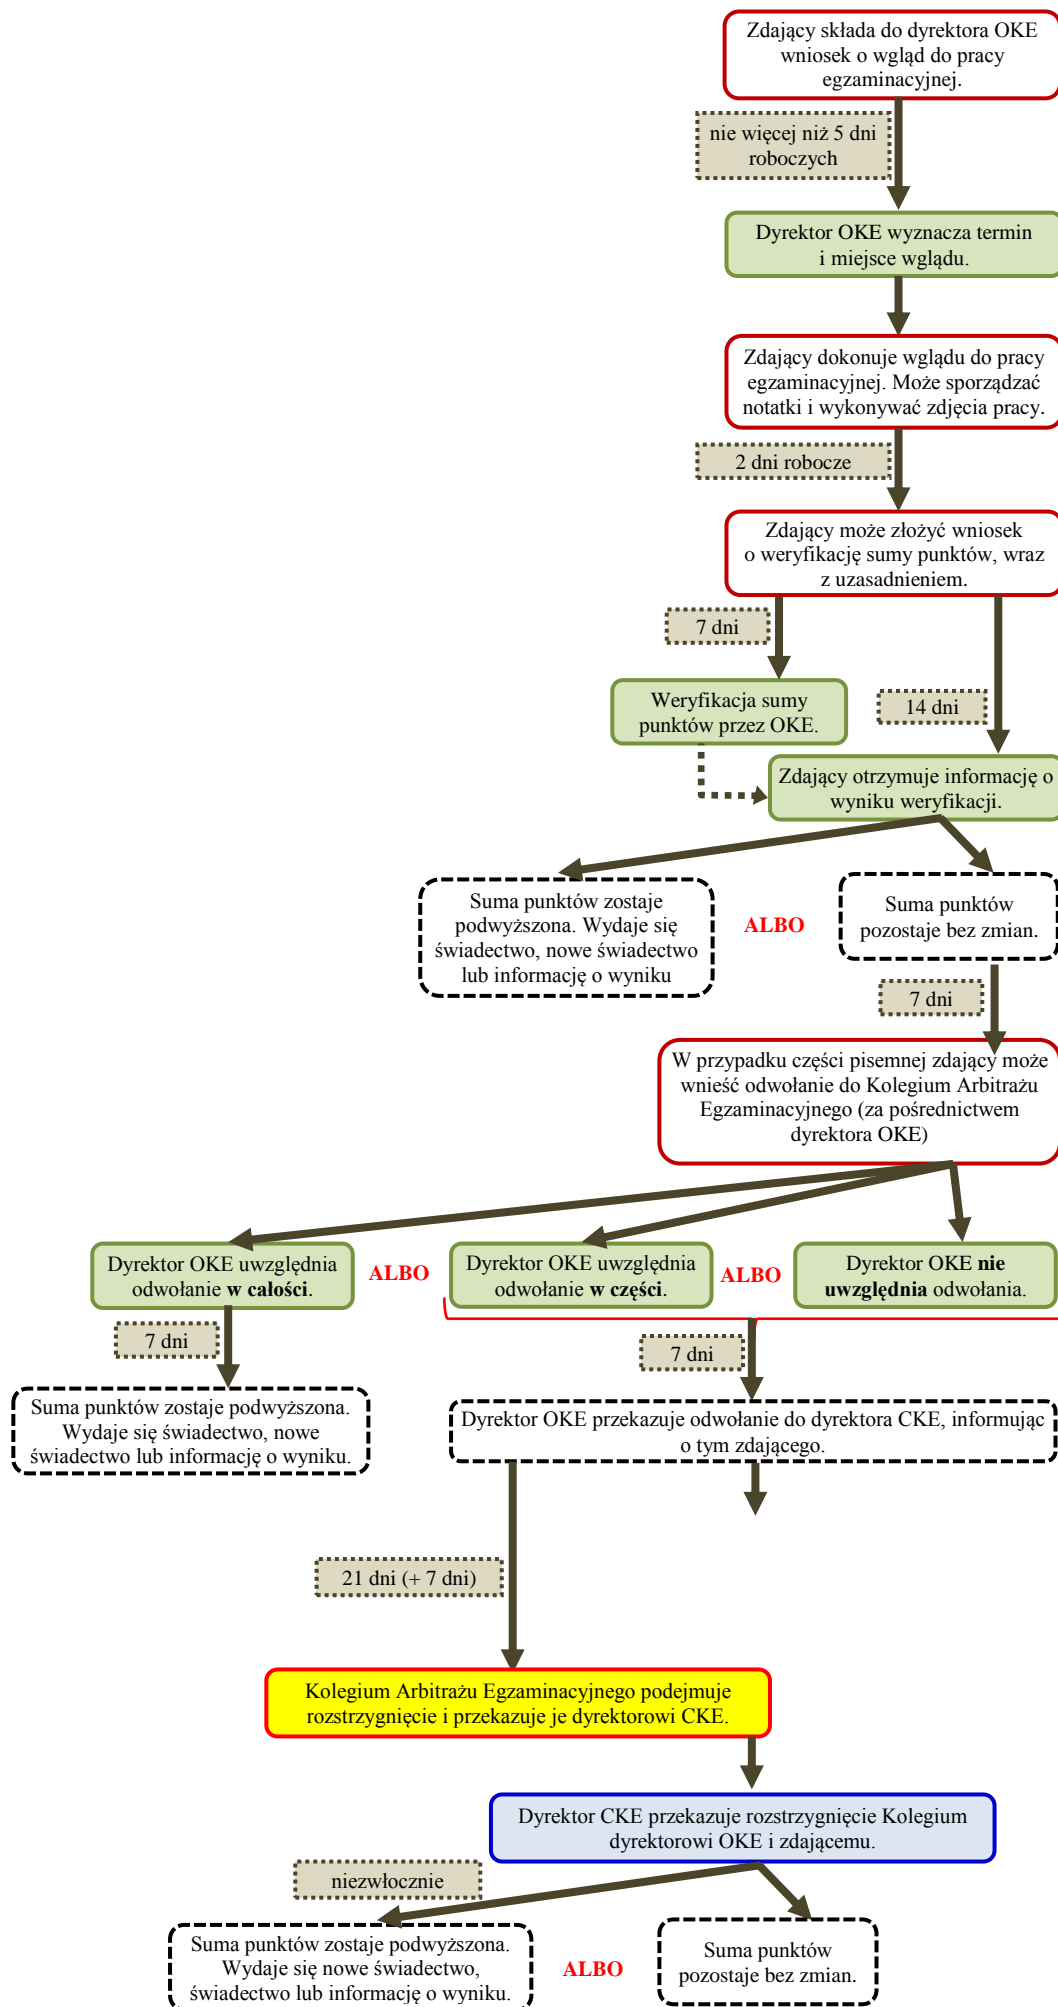 Zdający składa do dyrektora OKE
wniosek o wgląd do pracy
egzaminacyjnej.
nie więcej niż 5 dni
roboczych
Dyrektor OKE wyznacza termin
i miejsce wglądu.
Zdający dokonuje wglądu do pracy
egzaminacyjnej. Może sporządzać
notatki i wykonywać zdjęcia pracy.
2 dni robocze
Zdający może złożyć wniosek
o weryfikację sumy punktów, wraz
z uzasadnieniem.
7 dni
Weryfikacja sumy
punktów przez OKE.
14 dni
Zdający otrzymuje informację o
wyniku weryfikacji.
Suma punktów zostaje
podwyższona. Wydaje się
świadectwo, nowe świadectwo
lub informację o wyniku
ALBO
Suma punktów
pozostaje bez zmian.
7 dni
W przypadku części pisemnej zdający może
wnieść odwołanie do Kolegium Arbitrażu
Egzaminacyjnego (za pośrednictwem
dyrektora OKE)
Dyrektor OKE uwzględnia
odwołanie w całości.
ALBO
Dyrektor OKE uwzględnia
odwołanie w części.
ALBO
Dyrektor OKE nie
uwzględnia odwołania.
7 dni
7 dni
Suma punktów zostaje podwyższona.
Wydaje się świadectwo, nowe
świadectwo lub informację o wyniku.
Dyrektor OKE przekazuje odwołanie do dyrektora CKE, informując
o tym zdającego.
21 dni (+ 7 dni)
Kolegium Arbitrażu Egzaminacyjnego podejmuje
rozstrzygnięcie i przekazuje je dyrektorowi CKE.
Dyrektor CKE przekazuje rozstrzygnięcie Kolegium
dyrektorowi OKE i zdającemu.
niezwłocznie
Suma punktów zostaje podwyższona.
Wydaje się nowe świadectwo,
świadectwo lub informację o wyniku.
ALBO
Suma punktów
pozostaje bez zmian.